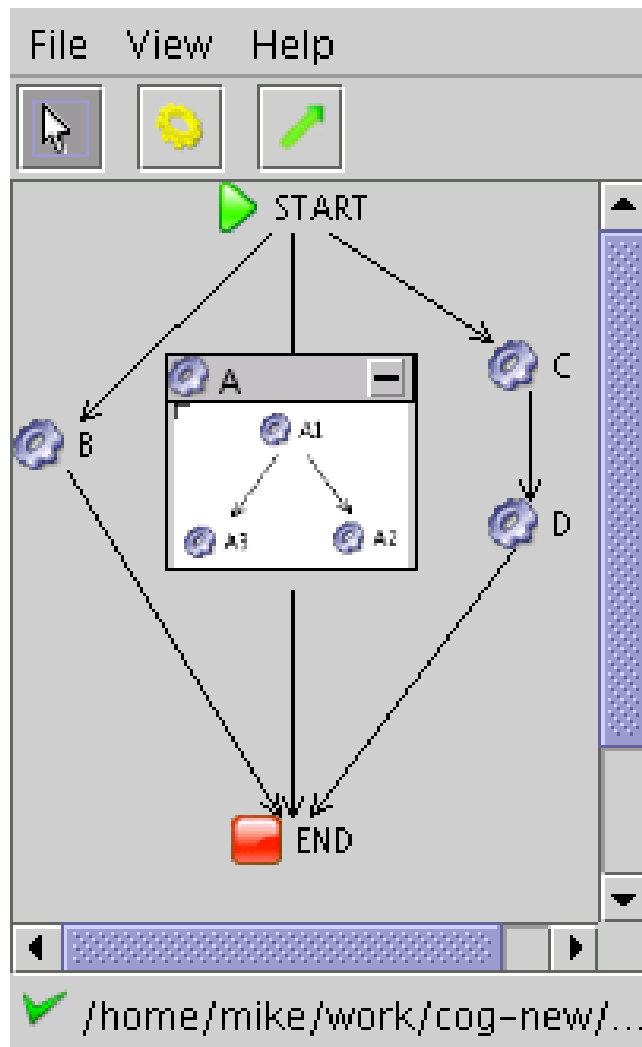 File View Help
START
C
A
B
A1
D
A3 A2
END
/home/mike/work/cog-new/...